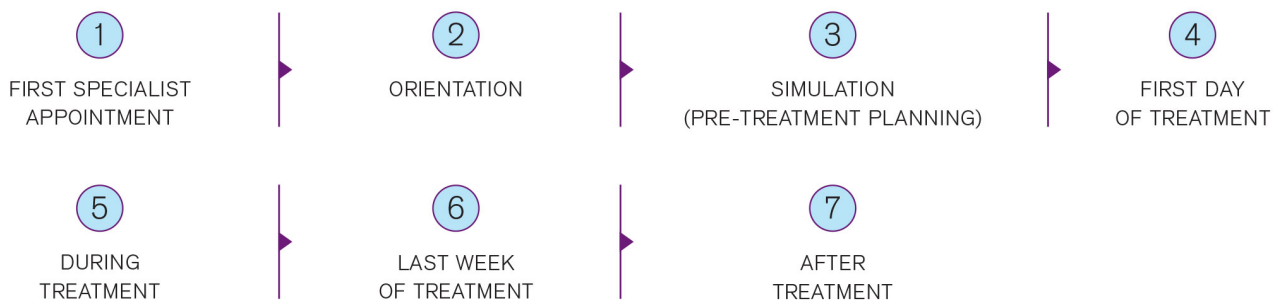 1
FIRST SPECIALIST
APPOINTMENT
2
ORIENTATION
3
SIMULATION
(PRE-TREATMENT PLANNING)
4
FIRST DAY
OF TREATMENT
5
DURING
TREATMENT
6
LAST WEEK
OF TREATMENT
7
AFTER
TREATMENT